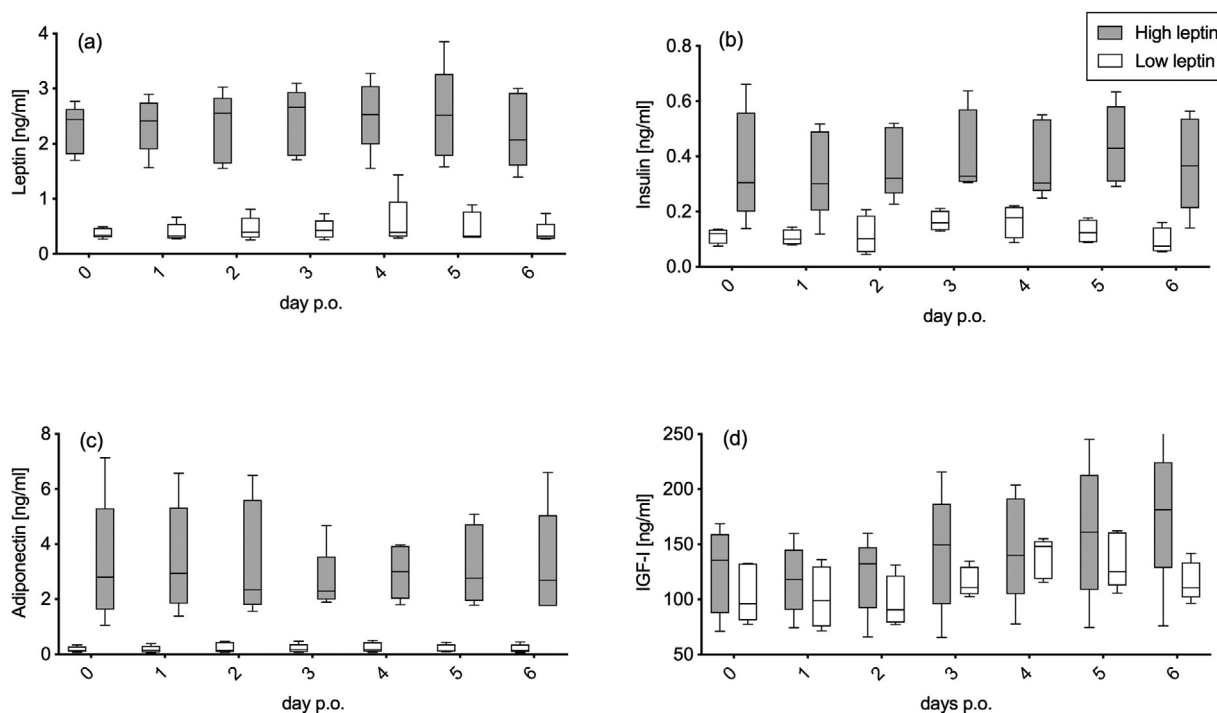 (a)
Leptin [ng/ml]
4
3
2
1
0
0 1 2 3 4 5 6
day p.o.
(b)
High leptin
Low leptin
Insulin [ng/ml]
0.8
0.6
0.4
0.2
0.0
0 1 2 3 4 5 6
day p.o.
(c)
Adiponectin [ng/ml]
8
6
4
2
0
0 1 2 3 4 5 6
day p.o.
(d)
IGF-I [ng/ml]
250
200
150
100
50
0 1 2 3 4 5 6
days p.o.